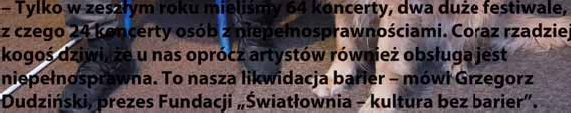 – Tylko w zeszłym roku mieliśmy 64 koncerty, dwa duże festiwale,
z czego 24 koncerty osób z niepełnosprawnościami. Coraz rzadziej
kogoś dziwi, że u nas oprócz artystów również obsługa jest
niepełnosprawna. To nasza likwidacja barier – mówi Grzegorz
Dudziński, prezes Fundacji „Światłownia – kultura bez barier”.